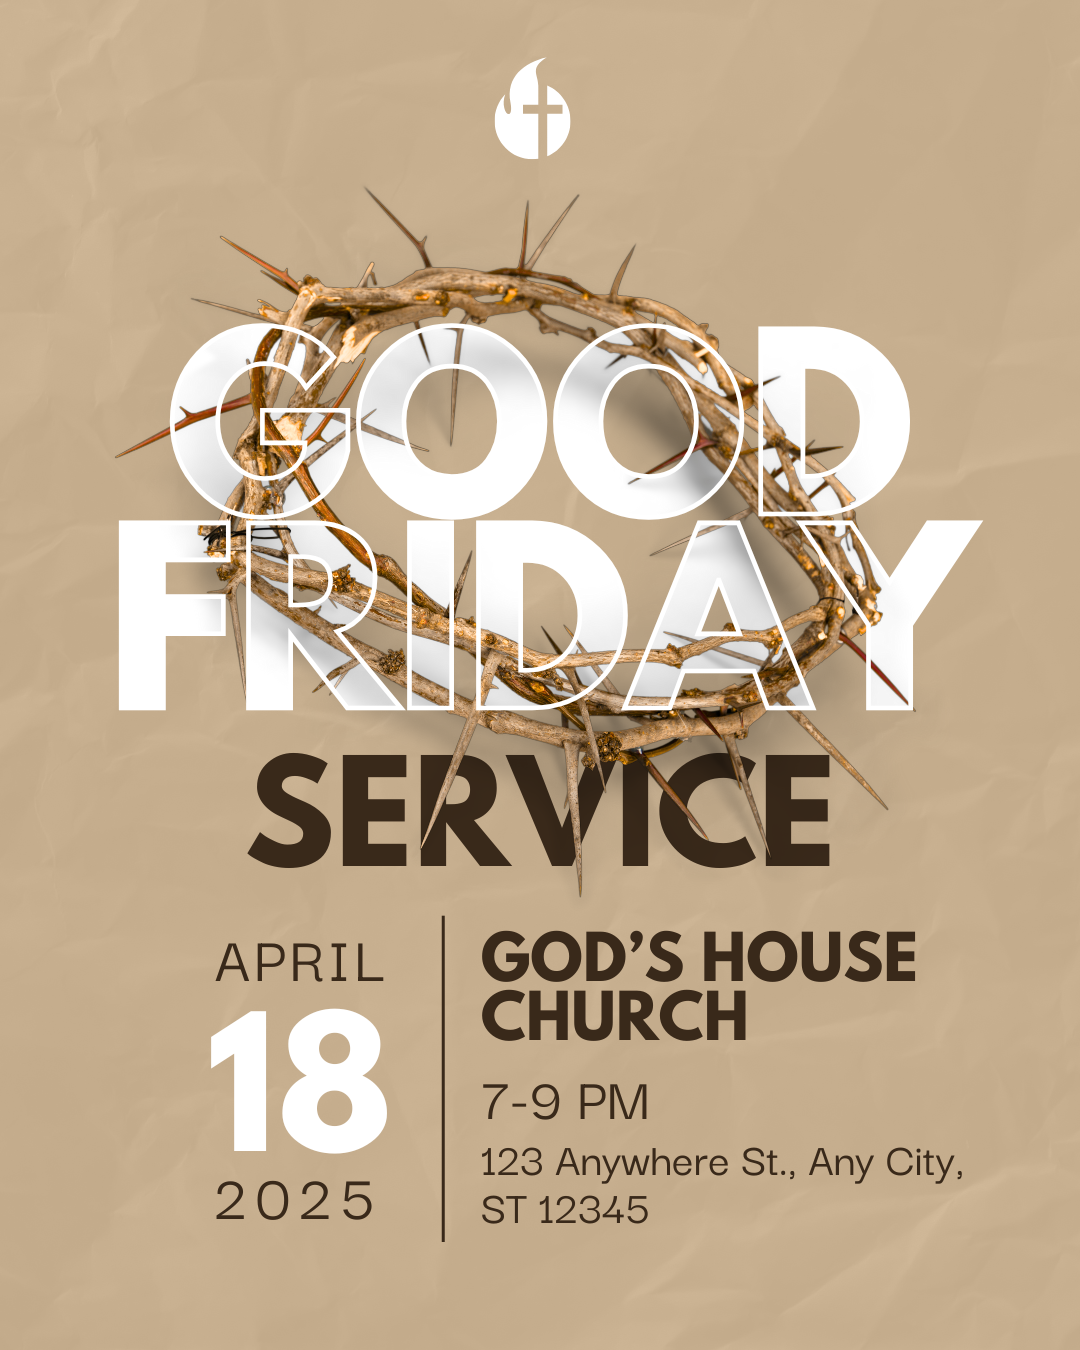 GOOD
FRIDAY
SERVICE
APRIL
18
2025
GOD’S HOUSE
CHURCH
7-9 PM
123 Anywhere St., Any City,
ST 12345